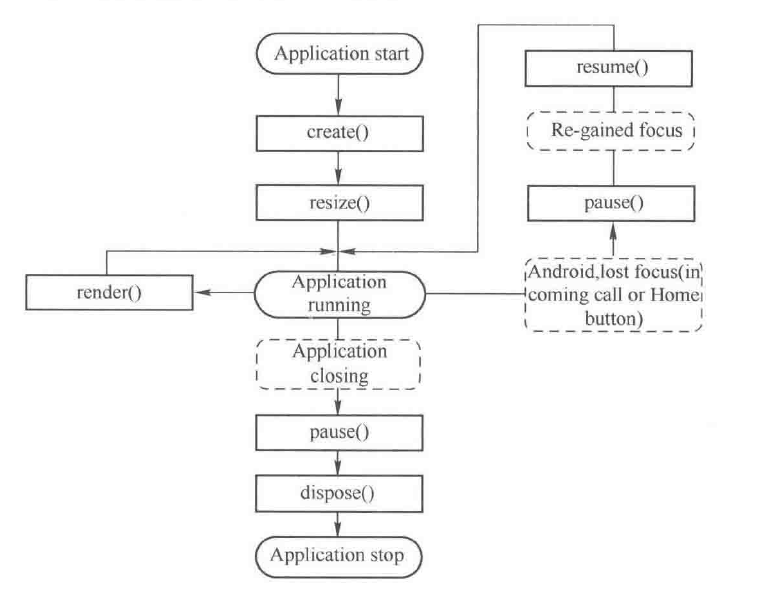 Application start
create()
resize()
render()
Application
running
Application
closing
pause()
dispose()
Application stop
resume()
Re-gained focus
pause()
Android,lost focus(in
coming call or Home
button)